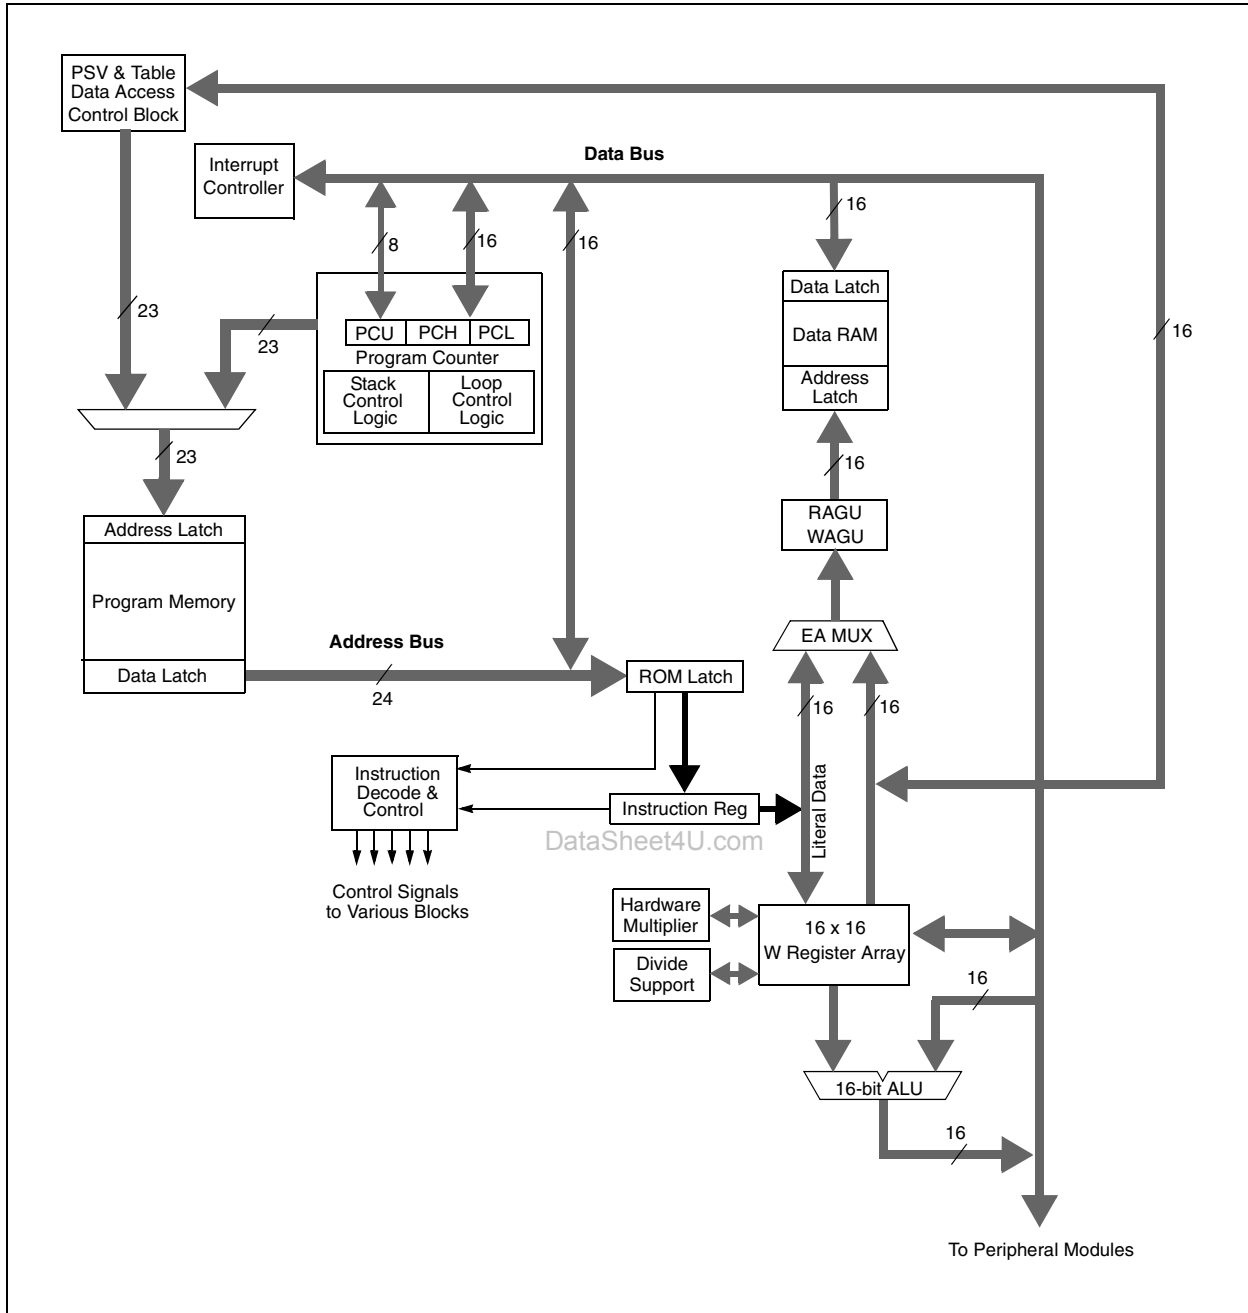 PSV & Table
Data Access
Control Block
Interrupt
Controller
Data Bus
8
16
16
16
23
23
16
PCU
PCH
PCL
Program Counter
Stack
Control
Logic
Loop
Control
Logic
Data Latch
Data RAM
Address
Latch
23
16
RAGU
WAGU
Address Latch
Program Memory
Data Latch
Address Bus
24
ROM Latch
EA MUX
16
16
Instruction
Decode &
Control
Instruction Reg
Literal Data
DataSheet4U.com
Control Signals
to Various Blocks
Hardware
Multiplier
Divide
Support
16 x 16
W Register Array
16
16-bit ALU
16
To Peripheral Modules